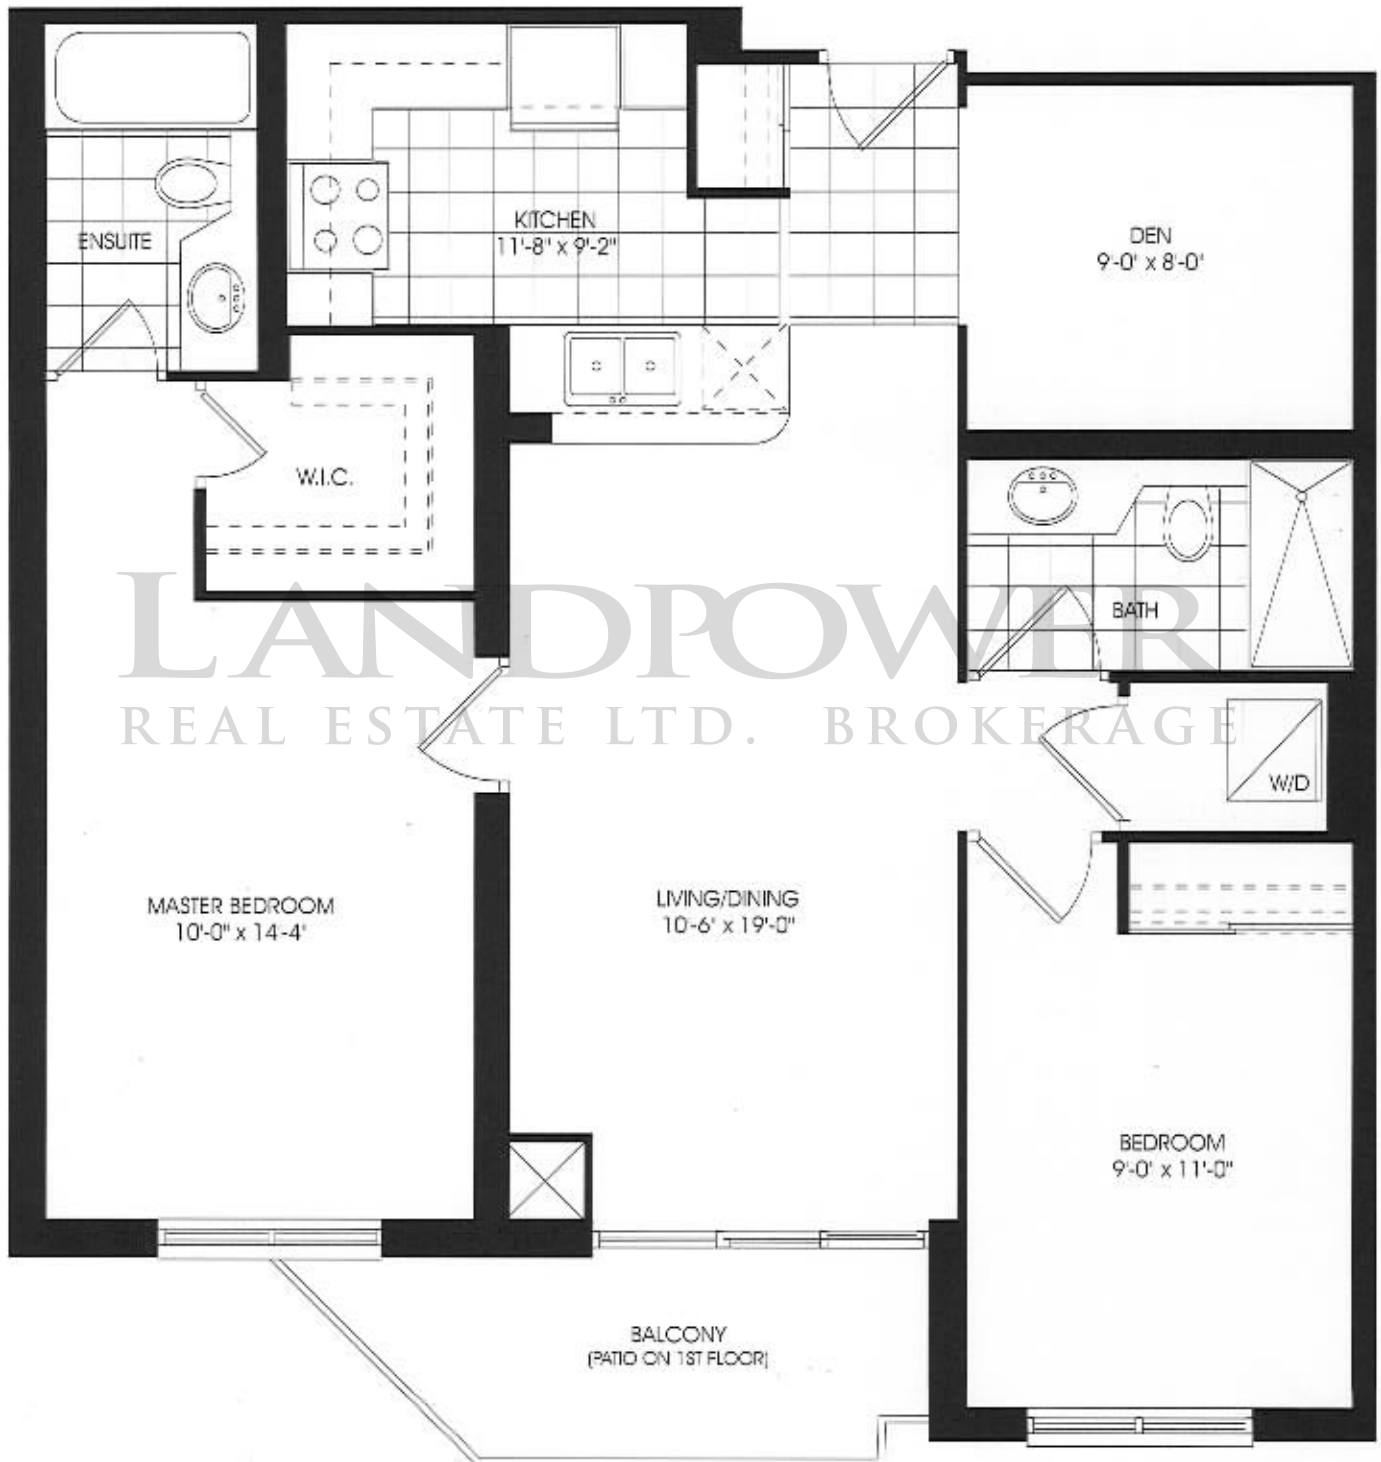 KITCHEN
11'-8" x 9'-2"
ENSUITE
DEN
9'-0' x 8'-0'
W.I.C.
LANDPOWER
REAL ESTATE LTD. BROKERAGE
BATH
W/D
MASTER BEDROOM
10'-0" x 14'-4'
LIVING/DINING
10'-6' x 19'-0"
BEDROOM
9'-0' x 11'-0"
BALCONY
(PATIO ON 1ST FLOOR)